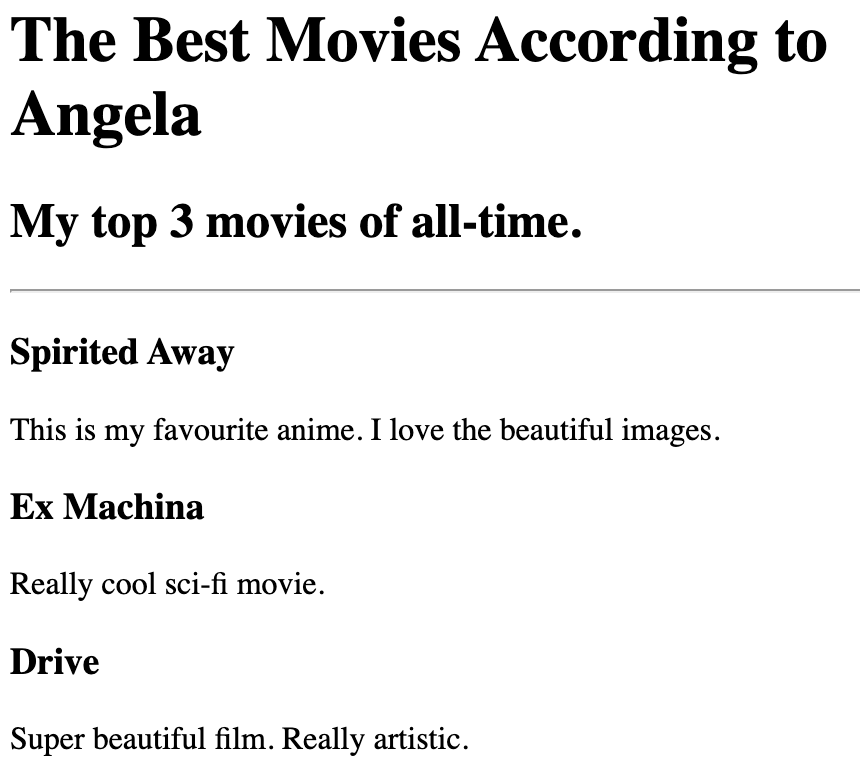 The Best Movies According to
Angela
My top 3 movies of all-time.
Spirited Away
This is my favourite anime. I love the beautiful images.
Ex Machina
Really cool sci-fi movie.
Drive
Super beautiful film. Really artistic.